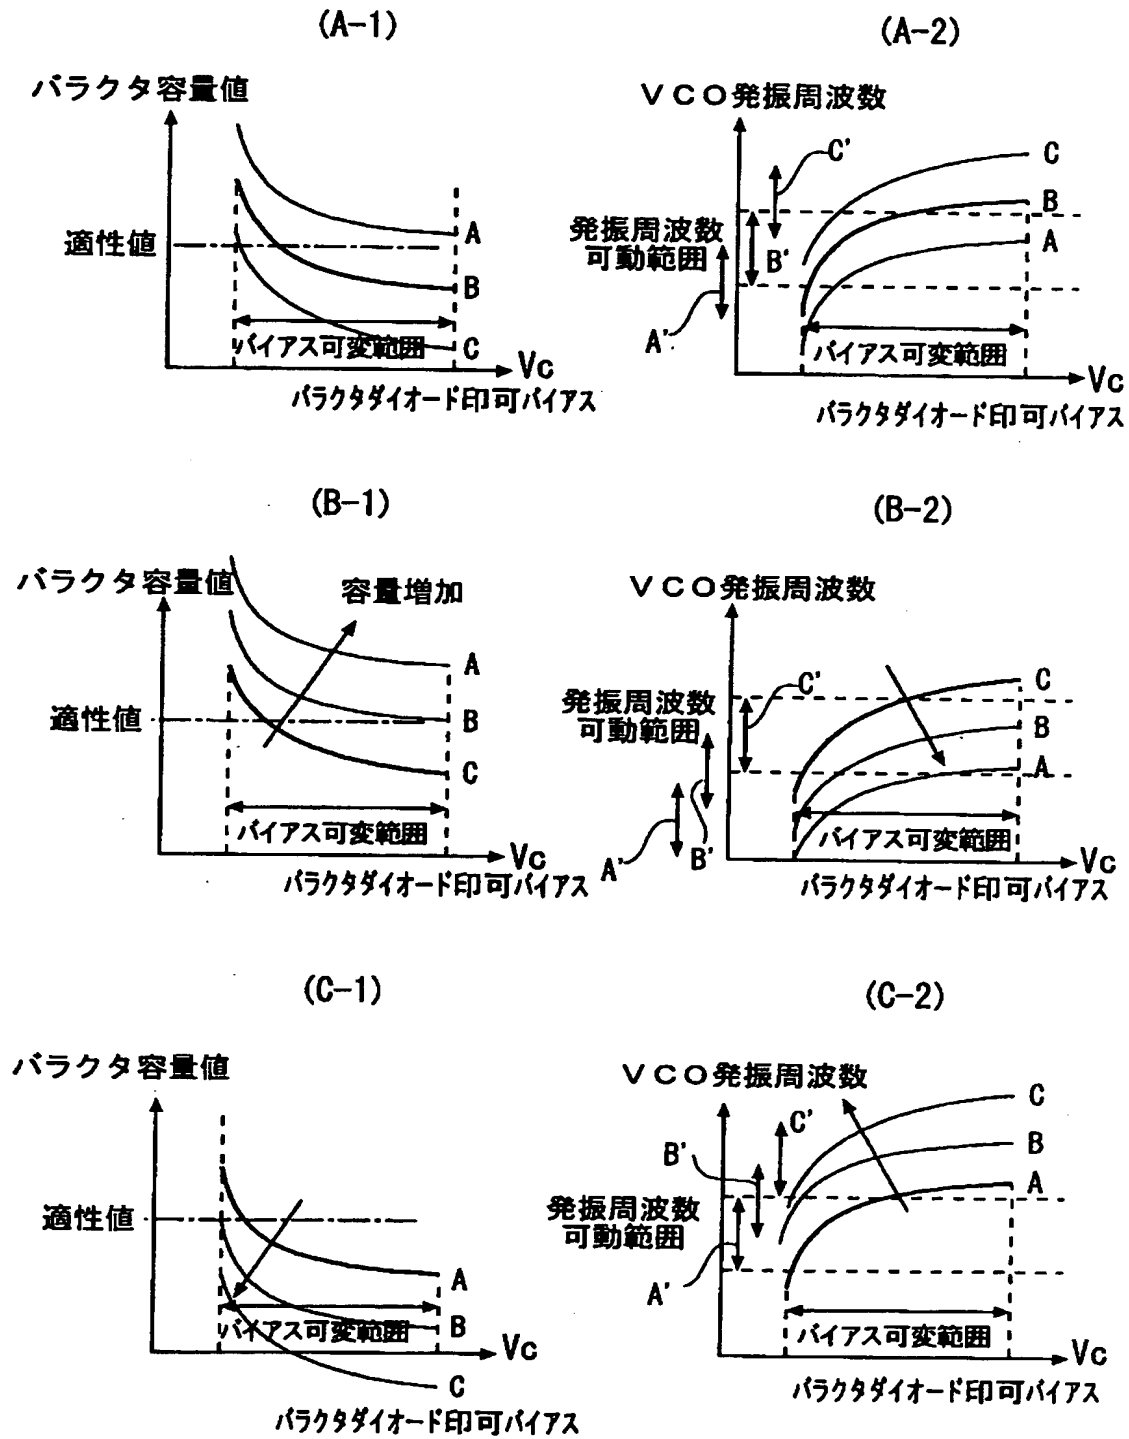 (A-1)
バラクタ容量値
適性値
A
B
C
バイアス可変範囲
Vc
バラクタダイオード印可バイアス
(A-2)
VCO発振周波数
C'
C
B
A
発振周波数
可動範囲
B'
A'
バイアス可変範囲
Vc
バラクタダイオード印可バイアス
(B-1)
バラクタ容量値
容量増加
適性値
A
B
C
バイアス可変範囲
Vc
バラクタダイオード印可バイアス
(B-2)
VCO発振周波数
C'
C
B
A
発振周波数
可動範囲
A'
B'
バイアス可変範囲
Vc
バラクタダイオード印可バイアス
(C-1)
バラクタ容量値
適性値
A
B
C
バイアス可変範囲
Vc
バラクタダイオード印可バイアス
(C-2)
VCO発振周波数
C'
C
B'
B
A
発振周波数
可動範囲
A'
バイアス可変範囲
Vc
バラクタダイオード印可バイアス